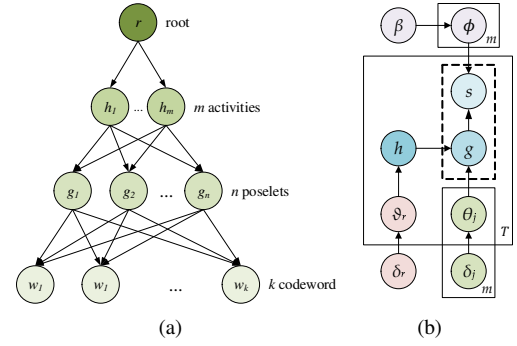 r root
h1 ... hm m activities
g1 g2 ... gn n poselets
w1 w1 ... wk k codeword
(a)
β ϕ m
s
h g
ϑr θj T
δr δj m
(b)